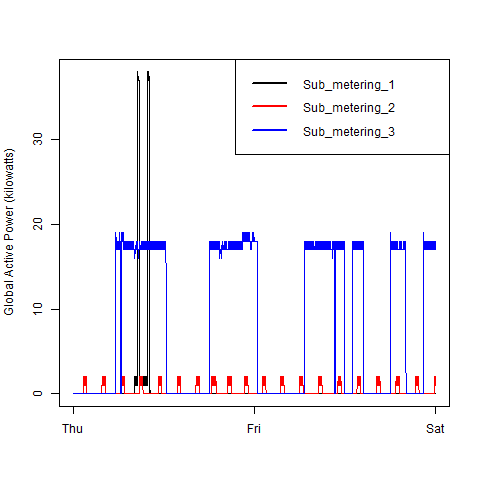 Sub_metering_1
Sub_metering_2
Sub_metering_3
Global Active Power (kilowatts)
30
20
10
0
Thu Fri Sat